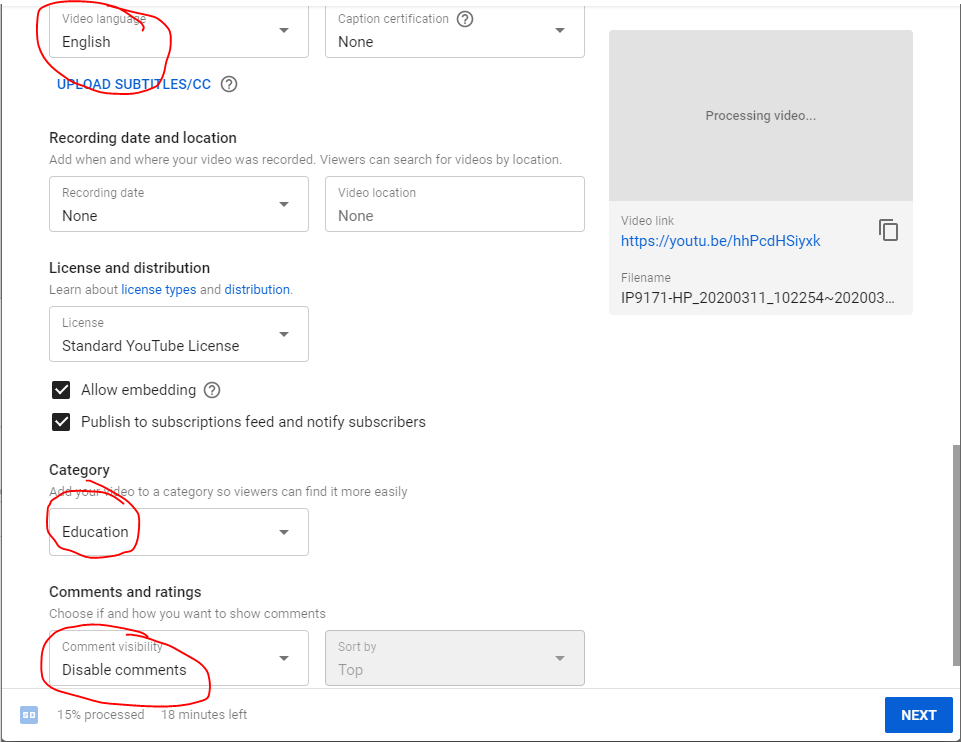 Video language
English
Caption certification ?
None
UPLOAD SUBTITLES/CC ?
Processing video...
Recording date and location
Add when and where your video was recorded. Viewers can search for videos by location.
Recording date
None
Video location
None
Video link
https://youtu.be/hhPcdHSiyxk
Filename
IP9171-HP_20200311_102254~202003...
License and distribution
Learn about license types and distribution.
License
Standard YouTube License
Allow embedding ?
Publish to subscriptions feed and notify subscribers
Category
Add your video to a category so viewers can find it more easily
Education
Comments and ratings
Choose if and how you want to show comments
Comment visibility
Disable comments
Sort by
Top
SD 15% processed 18 minutes left
NEXT